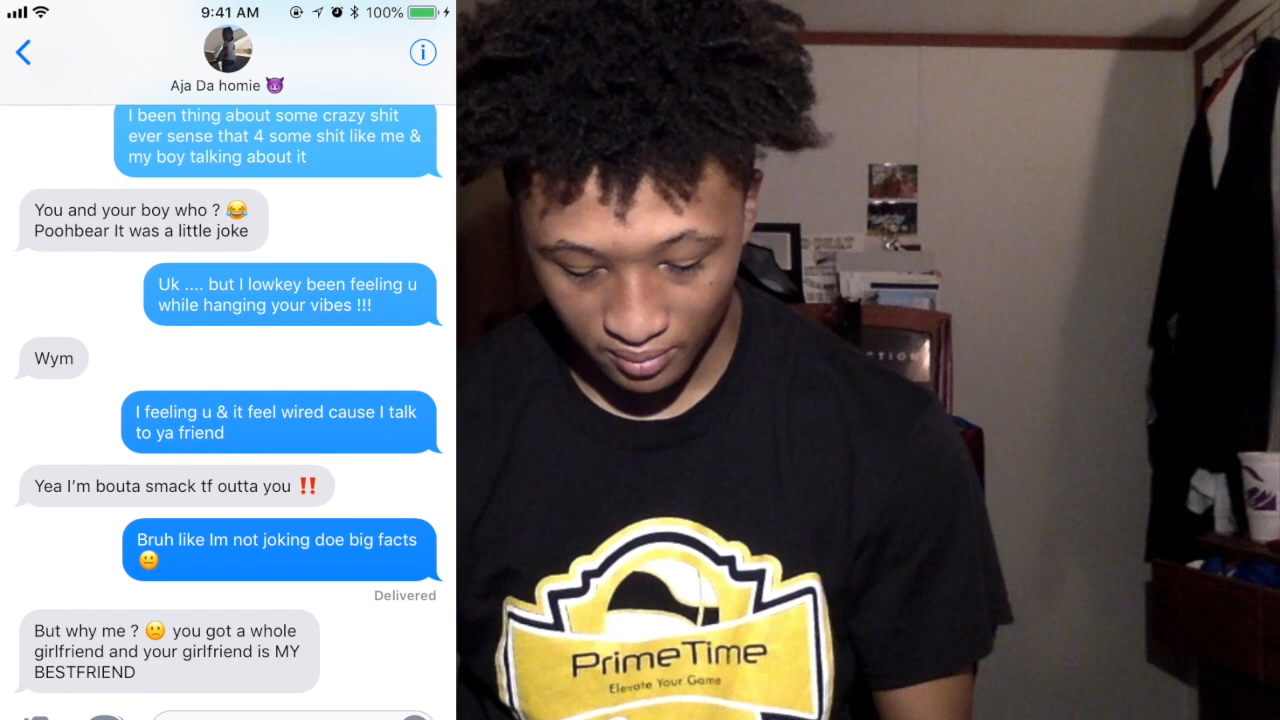 9:41 AM
100%
Aja Da homie 😈
I been thing about some crazy shit
ever sense that 4 some shit like me &
my boy talking about it
You and your boy who ? 😂
Poohbear It was a little joke
Uk .... but I lowkey been feeling u
while hanging your vibes !!!
Wym
I feeling u & it feel wired cause I talk
to ya friend
Yea I’m bouta smack tf outta you ‼️
Bruh like Im not joking doe big facts
😐
Delivered
But why me ? 🙁 you got a whole
girlfriend and your girlfriend is MY
BESTFRIEND
PrimeTime
Elevate Your Game